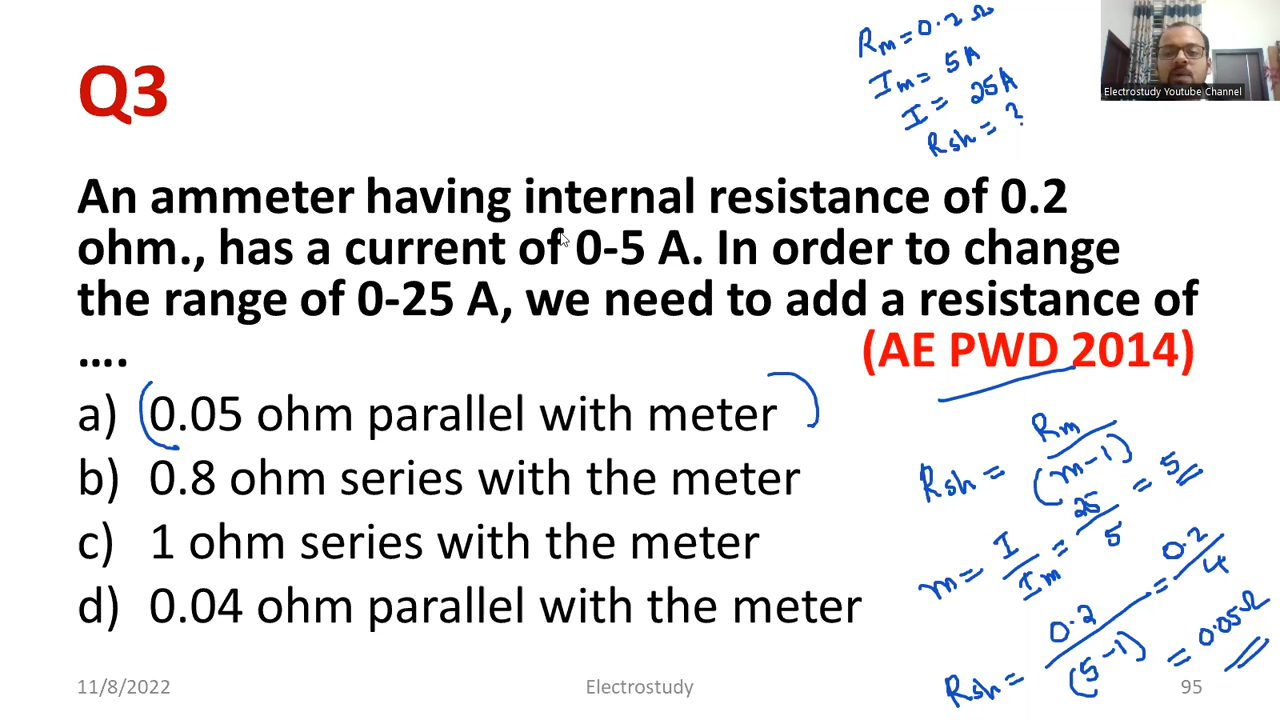 Rm = 0.2 Ω
Im = 5A
I = 25A
Rsh = ?
Electrostudy Youtube Channel
Q3
An ammeter having internal resistance of 0.2
ohm., has a current of 0-5 A. In order to change
the range of 0-25 A, we need to add a resistance of
….
(AE PWD 2014)
a) 0.05 ohm parallel with meter
b) 0.8 ohm series with the meter
c) 1 ohm series with the meter
d) 0.04 ohm parallel with the meter
Rsh = Rm/(m-1)
m = I/Im = 25/5 = 5
Rsh = 0.2/(5-1) = 0.2/4 = 0.05Ω
11/8/2022
Electrostudy
95